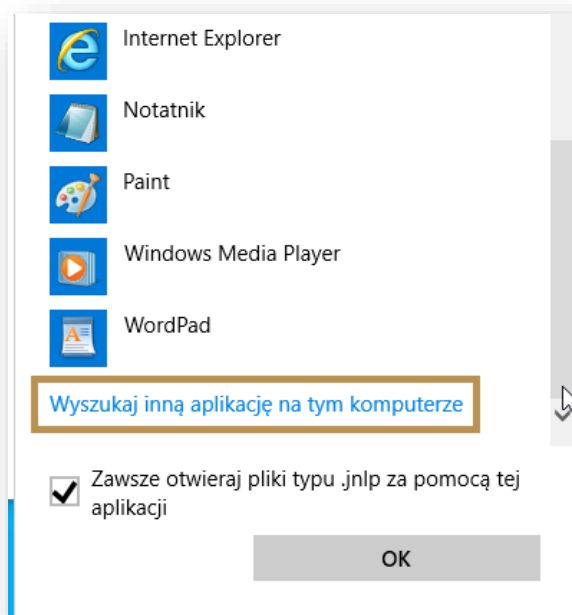 Internet Explorer
Notatnik
Paint
Windows Media Player
WordPad
Wyszukaj inną aplikację na tym komputerze
Zawsze otwieraj pliki typu .jnlp za pomocą tej
aplikacji
OK